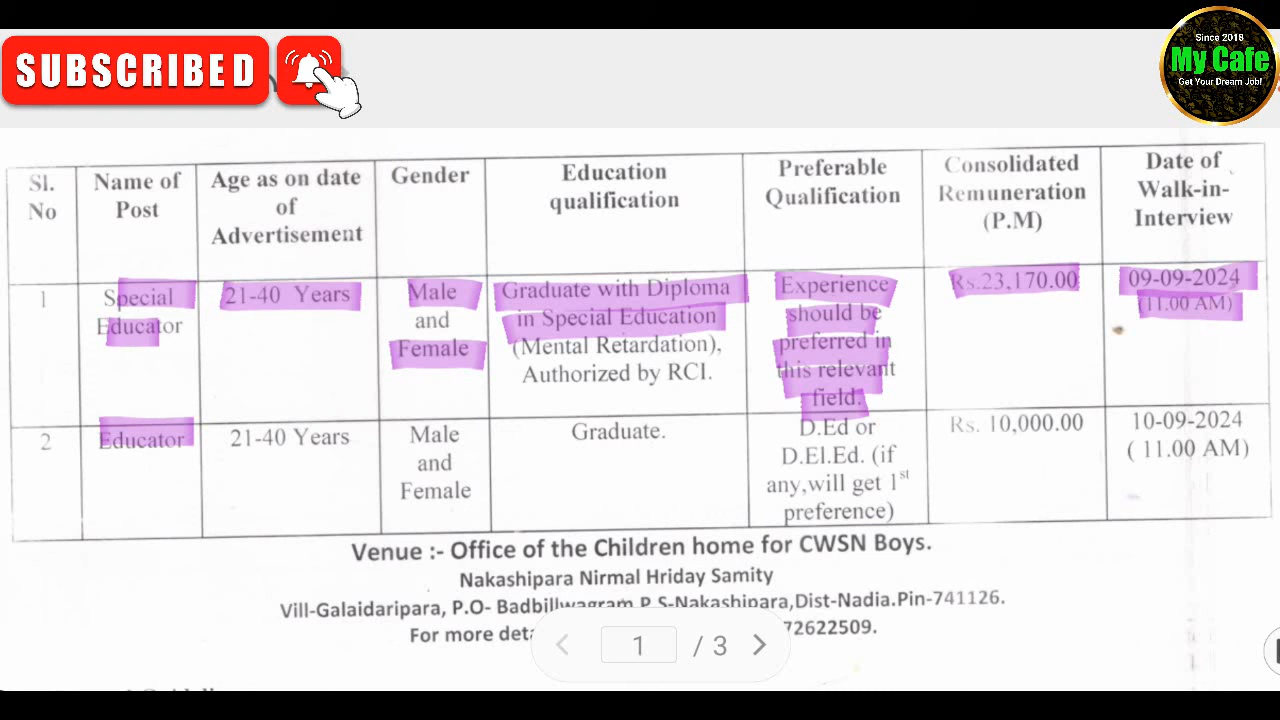 SUBSCRIBED
Since 2018
My Cafe
Get Your Dream Job!
Sl. No
Name of Post
Age as on date of Advertisement
Gender
Education qualification
Preferable Qualification
Consolidated Remuneration (P.M)
Date of Walk-in-Interview
1
Special Educator
21-40 Years
Male and Female
Graduate with Diploma in Special Education (Mental Retardation), Authorized by RCI.
Experience should be preferred in this relevant field.
Rs.23,170.00
09-09-2024 (11.00 AM)
2
Educator
21-40 Years
Male and Female
Graduate.
D.Ed or D.El.Ed. (if any,will get 1st preference)
Rs. 10,000.00
10-09-2024 ( 11.00 AM)
Venue :- Office of the Children home for CWSN Boys.
Nakashipara Nirmal Hriday Samity
Vill-Galaidaripara, P.O- Badbillwagram P.S-Nakashipara,Dist-Nadia.Pin-741126.
For more 72622509.
1 / 3